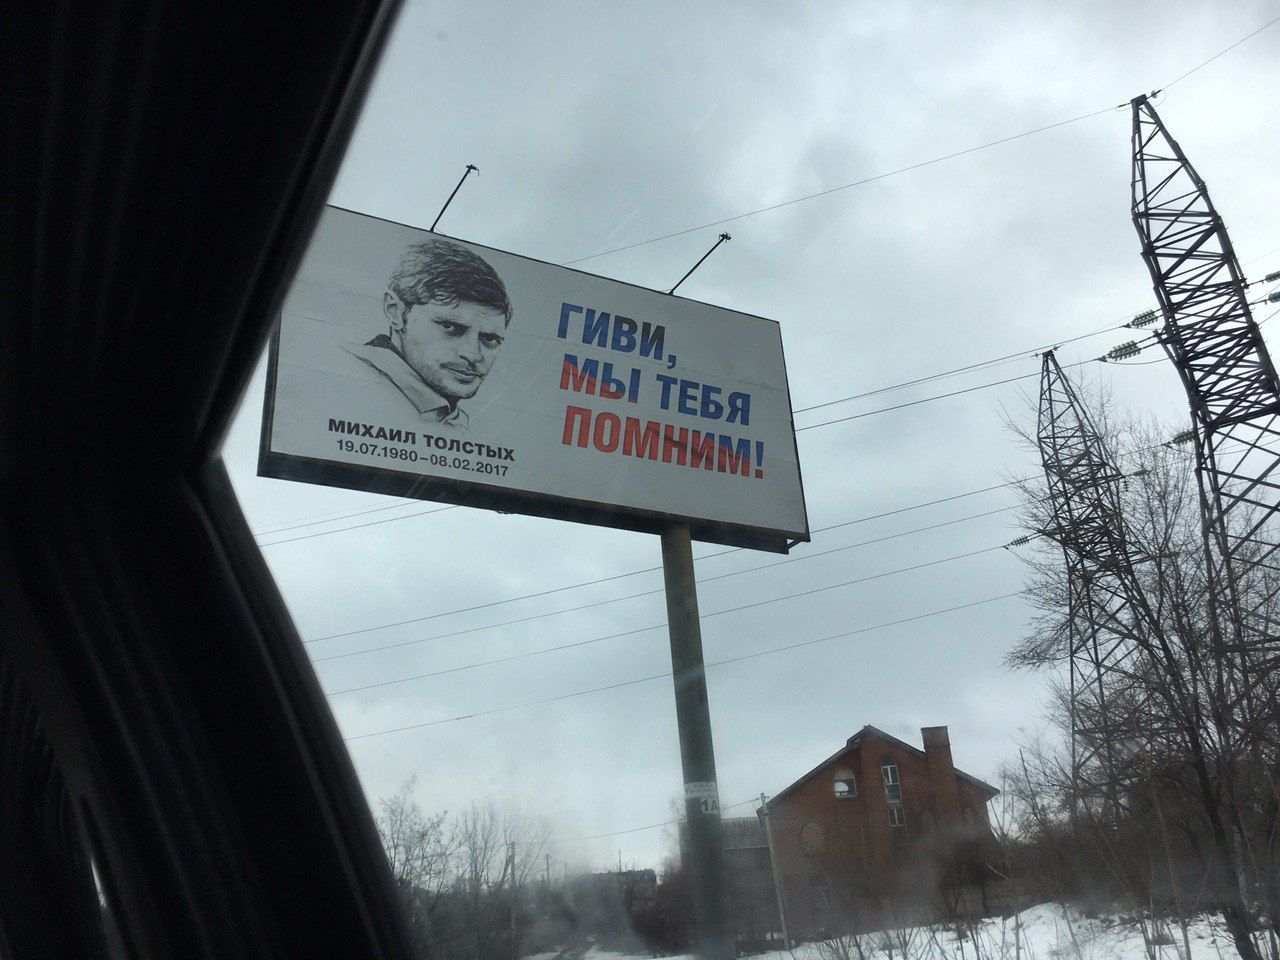 МИХАИЛ ТОЛСТЫХ
19.07.1980–08.02.2017
ГИВИ,
МЫ ТЕБЯ
ПОМНИМ!
1А